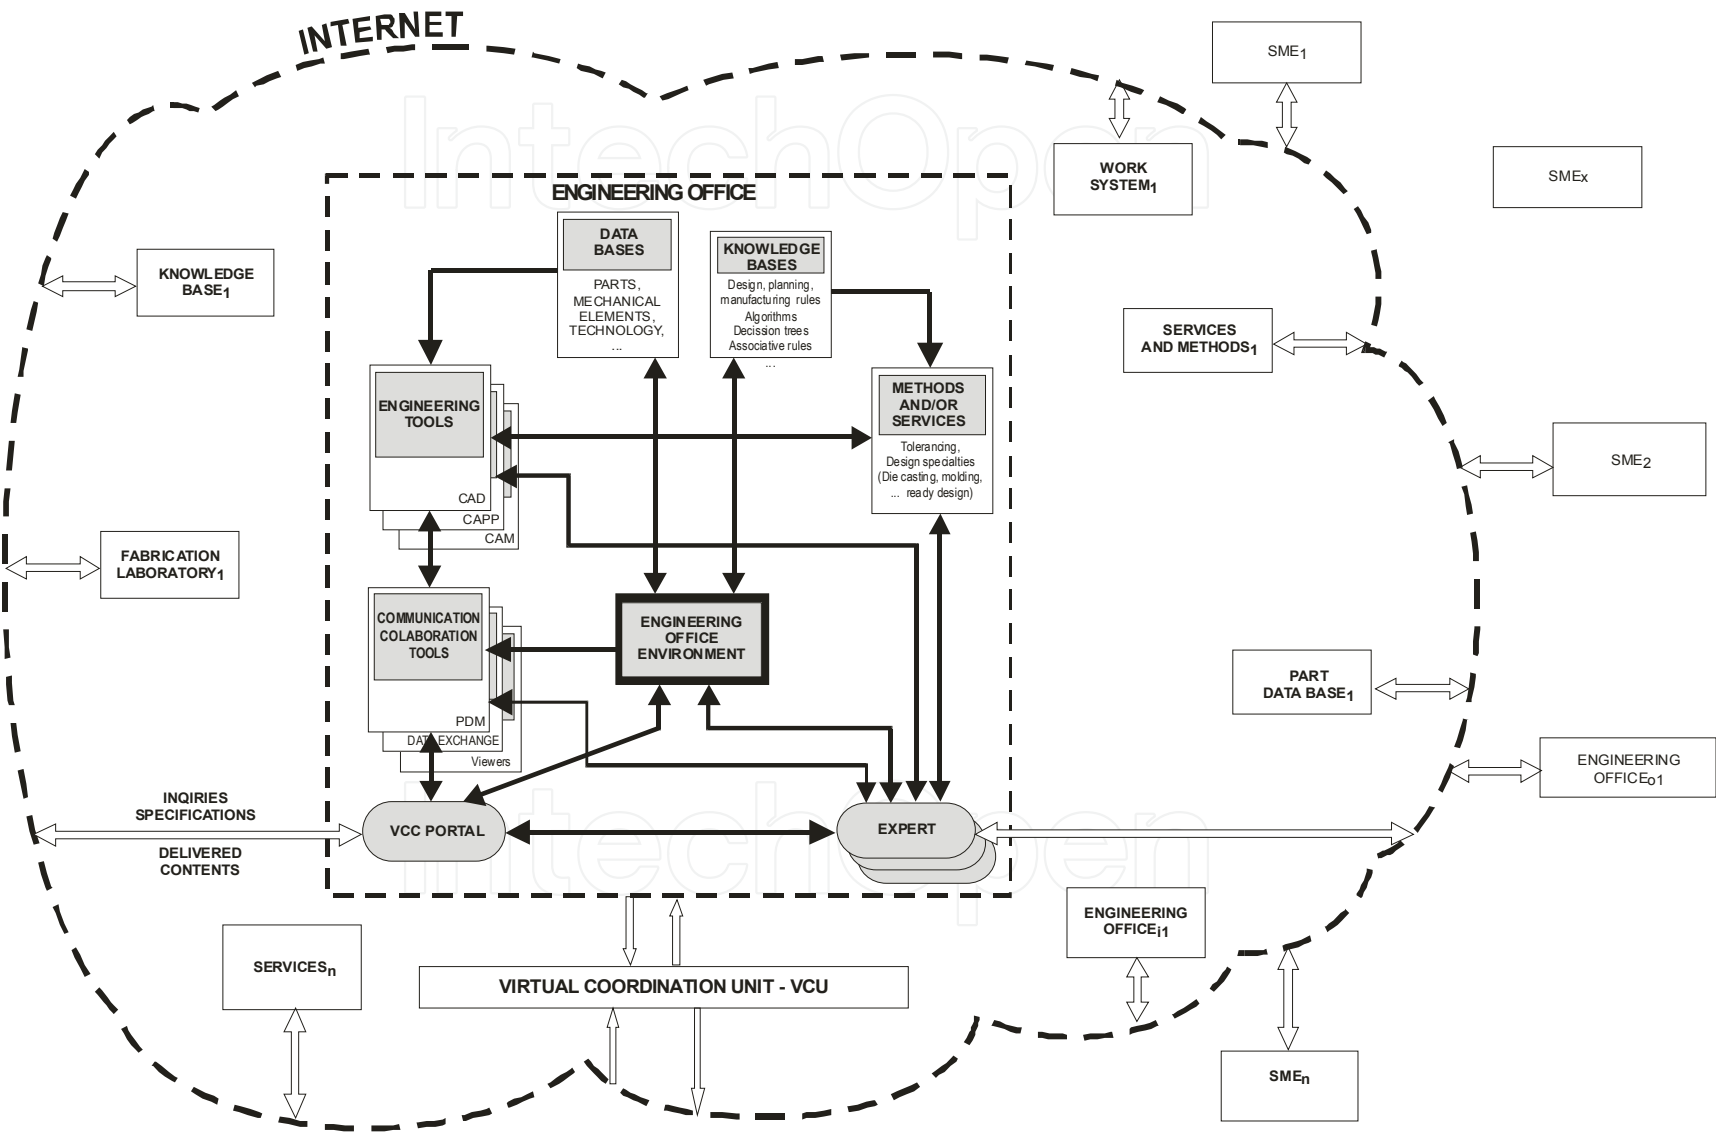 INTERNET
SME1
WORK
SYSTEM1
SMEx
ENGINEERING OFFICE
DATA
BASES
PARTS,
MECHANICAL
ELEMENTS,
TECHNOLOGY,
...
KNOWLEDGE
BASES
Design, planning,
manufacturing rules
Algorithms
Decission trees
Associative rules
...
KNOWLEDGE
BASE1
SERVICES
AND METHODS1
ENGINEERING
TOOLS
CAD
CAPP
CAM
METHODS
AND/OR
SERVICES
Tolerancing,
Design specialties
(Die casting, molding,
... ready design)
SME2
FABRICATION
LABORATORY1
COMMUNICATION
COLABORATION
TOOLS
PDM
DATA EXCHANGE
Viewers
ENGINEERING
OFFICE
ENVIRONMENT
PART
DATA BASE1
ENGINEERING
OFFICEo1
INQIRIES
SPECIFICATIONS
DELIVERED
CONTENTS
VCC PORTAL
EXPERT
ENGINEERING
OFFICEi1
SERVICESn
VIRTUAL COORDINATION UNIT - VCU
SMEn
IntechOpen
IntechOpen